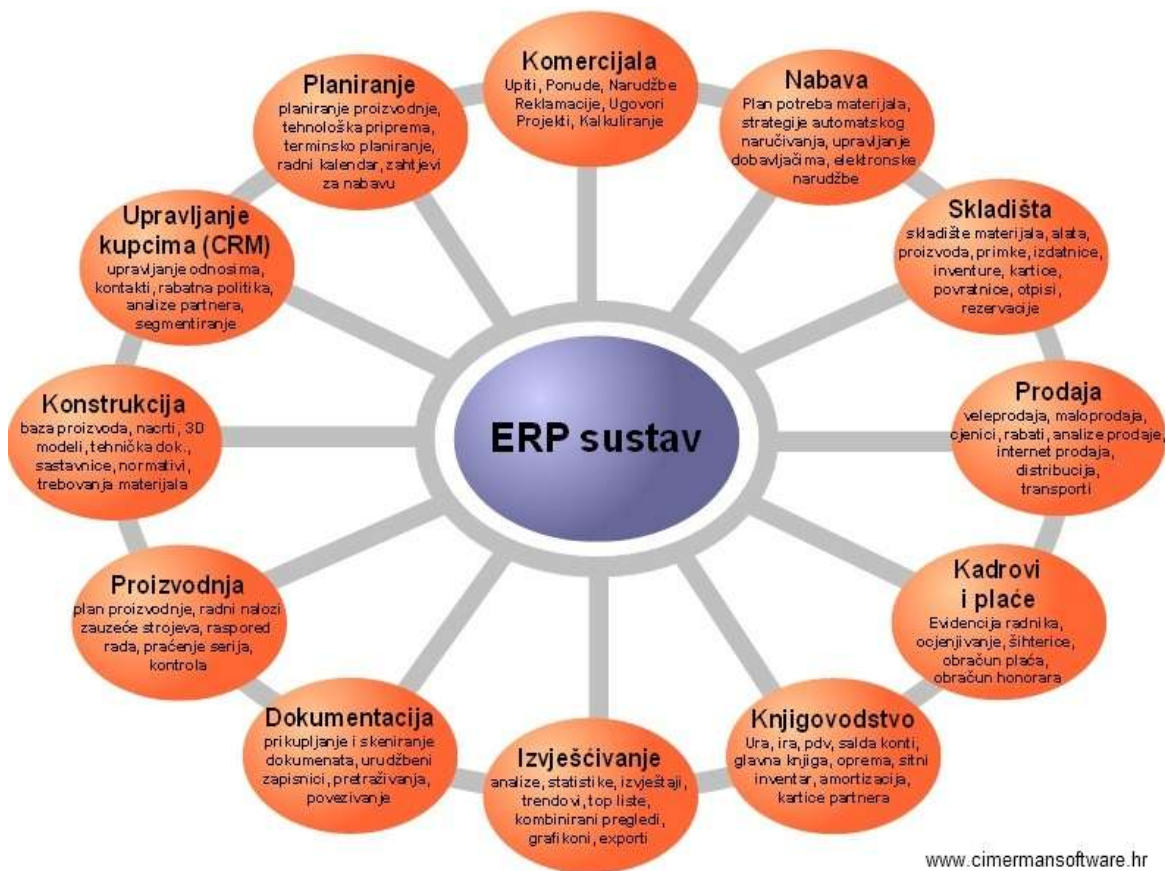 Komercijala
Upiti, Ponude, Narudžbe
Reklamacije, Ugovori
Projekti, Kalkuliranje
Nabava
Plan potreba materijala,
strategije automatskog
naručivanja, upravljanje
dobavljačima, elektronske
narudžbe
Skladišta
skladište materijala, alata,
proizvoda, primke, izdatnice,
inventure, kartice,
povratnice, otpisi,
rezervacije
Prodaja
veleprodaja, maloprodaja,
cjenici, rabati, analize prodaje,
internet prodaja,
distribucija,
transporti
Kadrovi
i plaće
Evidencija radnika,
ocjenjivanje, šihterice,
obračun plaća,
obračun honorara
Knjigovodstvo
Ura, ira, pdv, salda konti,
glavna knjiga, oprema, sitni
inventar, amortizacija,
kartice partnera
Izvješćivanje
analize, statistike, izvještaji,
trendovi, top liste,
kombinirani pregledi,
grafikoni, exporti
Dokumentacija
prikupljanje i skeniranje
dokumenata, urudžbeni
zapisnici, pretraživanja,
povezivanje
Proizvodnja
plan proizvodnje, radni nalozi
zauzeće strojeva, raspored
rada, praćenje serija,
kontrola
Konstrukcija
baza proizvoda, nacrti, 3D
modeli, tehnička dok.,
sastavnice, normativi,
trebovanja materijala
Upravljanje
kupcima (CRM)
upravljanje odnosima,
kontakti, rabatna politika,
analize partnera,
segmentiranje
Planiranje
planiranje proizvodnje,
tehnološka priprema,
terminsko planiranje,
radni kalendar, zahtjevi
za nabavu
ERP sustav
www.cimermansoftware.hr